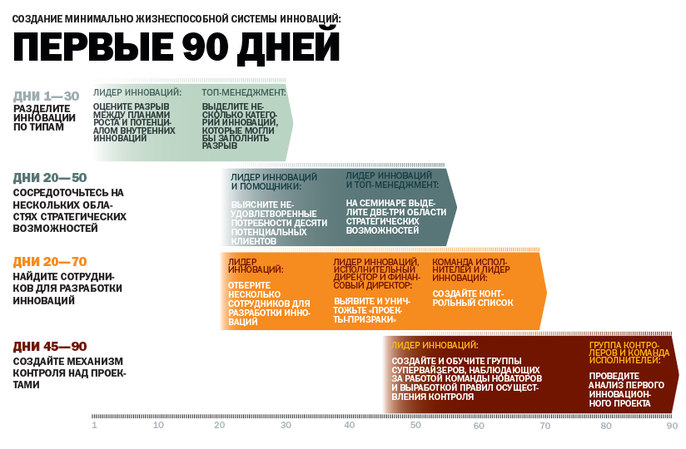 СОЗДАНИЕ МИНИМАЛЬНО ЖИЗНЕСПОСОБНОЙ СИСТЕМЫ ИННОВАЦИЙ:
ПЕРВЫЕ 90 ДНЕЙ
ДНИ 1—30
РАЗДЕЛИТЕ
ИННОВАЦИИ
ПО ТИПАМ
ЛИДЕР ИННОВАЦИЙ:
ОЦЕНИТЕ РАЗРЫВ
МЕЖДУ ПЛАНАМИ
РОСТА И ПОТЕНЦИ-
АЛОМ ВНУТРЕННИХ
ИННОВАЦИЙ
ТОП-МЕНЕДЖМЕНТ:
ВЫДЕЛИТЕ НЕ-
СКОЛЬКО КАТЕГО-
РИЙ ИННОВАЦИЙ,
КОТОРЫЕ МОГЛИ
БЫ ЗАПОЛНИТЬ
РАЗРЫВ
ДНИ 20—50
СОСРЕДОТОЧЬТЕСЬ НА
НЕСКОЛЬКИХ ОБЛА-
СТЯХ СТРАТЕГИЧЕСКИХ
ВОЗМОЖНОСТЕЙ
ЛИДЕР ИННОВАЦИЙ
И ПОМОЩНИКИ:
ВЫЯСНИТЕ НЕ-
УДОВЛЕТВОРЕННЫЕ
ПОТРЕБНОСТИ ДЕСЯТИ
ПОТЕНЦИАЛЬНЫХ
КЛИЕНТОВ
ЛИДЕР ИННОВАЦИЙ
И ТОП-МЕНЕДЖМЕНТ:
НА СЕМИНАРЕ ВЫДЕ-
ЛИТЕ ДВЕ-ТРИ ОБЛАСТИ
СТРАТЕГИЧЕСКИХ
ВОЗМОЖНОСТЕЙ
ДНИ 20—70
НАЙДИТЕ СОТРУДНИ-
КОВ ДЛЯ РАЗРАБОТКИ
ИННОВАЦИЙ
ЛИДЕР
ИННОВАЦИЙ:
ОТБЕРИТЕ
НЕСКОЛЬКО
СОТРУДНИКОВ ДЛЯ
РАЗРАБОТКИ ИННО-
ВАЦИЙ
ЛИДЕР ИННОВАЦИЙ,
ИСПОЛНИТЕЛЬНЫЙ
ДИРЕКТОР И ФИНАН-
СОВЫЙ ДИРЕКТОР:
ВЫЯВИТЕ И УНИЧ-
ТОЖЬТЕ «ПРОЕК-
ТЫ-ПРИЗРАКИ»
КОМАНДА ИСПОЛ-
НИТЕЛЕЙ И ЛИДЕР
ИННОВАЦИЙ:
СОЗДАЙТЕ КОНТ-
РОЛЬНЫЙ СПИСОК
ДНИ 45—90
СОЗДАЙТЕ МЕХАНИЗМ
КОНТРОЛЯ НАД ПРОЕК-
ТАМИ
ЛИДЕР ИННОВАЦИЙ:
СОЗДАЙТЕ И ОБУЧИТЕ ГРУППЫ
СУПЕРВАЙЗЕРОВ, НАБЛЮДАЮЩИХ
ЗА РАБОТОЙ КОМАНДЫ НОВАТОРОВ
И ВЫРАБОТКОЙ ПРАВИЛ ОСУЩЕСТ-
ВЛЕНИЯ КОНТРОЛЯ
ГРУППА КОНТРО-
ЛЕРОВ И КОМАНДА
ИСПОЛНИТЕЛЕЙ:
ПРОВЕДИТЕ
АНАЛИЗ ПЕРВОГО
ИННОВАЦИОН-
НОГО ПРОЕКТА
1 10 20 30 40 50 60 70 80 90